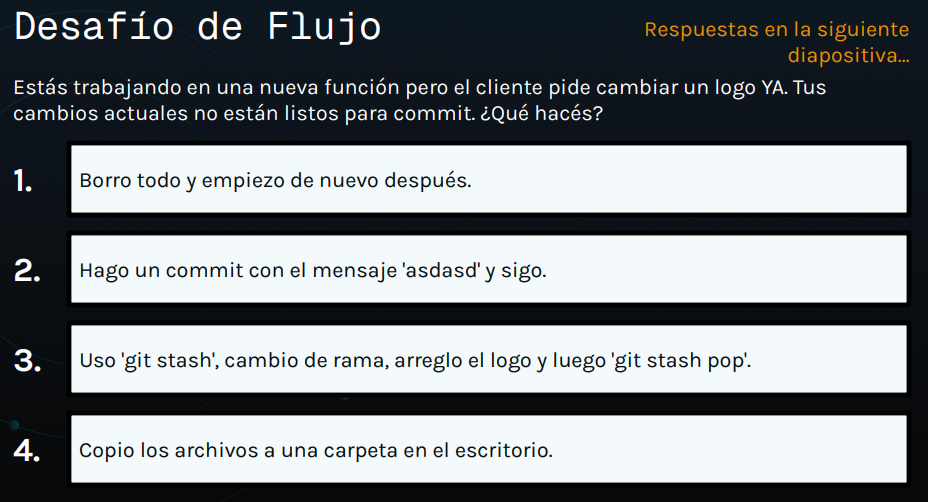 Desafío de Flujo
Respuestas en la siguiente
diapositiva...
Estás trabajando en una nueva función pero el cliente pide cambiar un logo YA. Tus
cambios actuales no están listos para commit. ¿Qué hacés?
1.
Borro todo y empiezo de nuevo después.
2.
Hago un commit con el mensaje 'asdasd' y sigo.
3.
Uso 'git stash', cambio de rama, arreglo el logo y luego 'git stash pop'.
4.
Copio los archivos a una carpeta en el escritorio.